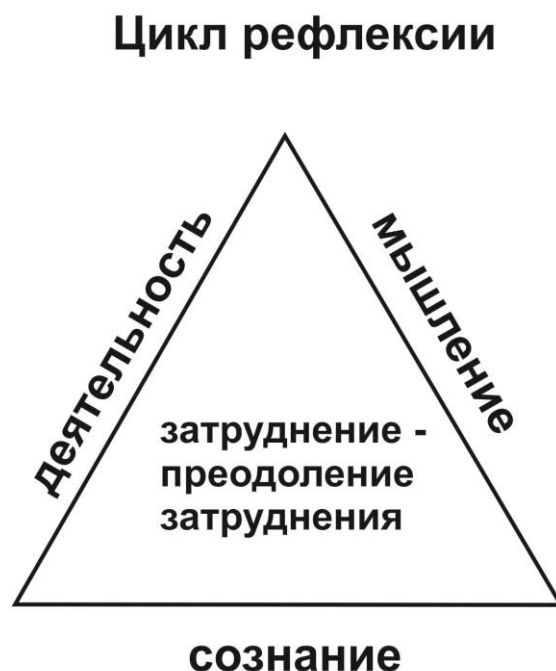 Цикл рефлексии
деятельность
мышление
затруднение -
преодоление
затруднения
сознание